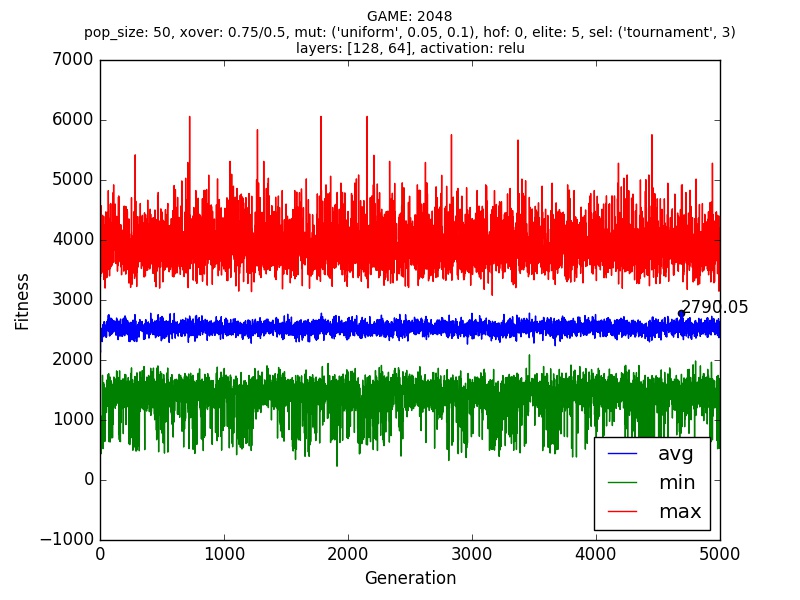 GAME: 2048
pop_size: 50, xover: 0.75/0.5, mut: ('uniform', 0.05, 0.1), hof: 0, elite: 5, sel: ('tournament', 3)
layers: [128, 64], activation: relu
7000
6000
5000
4000
3000
2000
1000
0
−1000
Fitness
2790.05
avg
min
max
0
1000
2000
3000
4000
5000
Generation